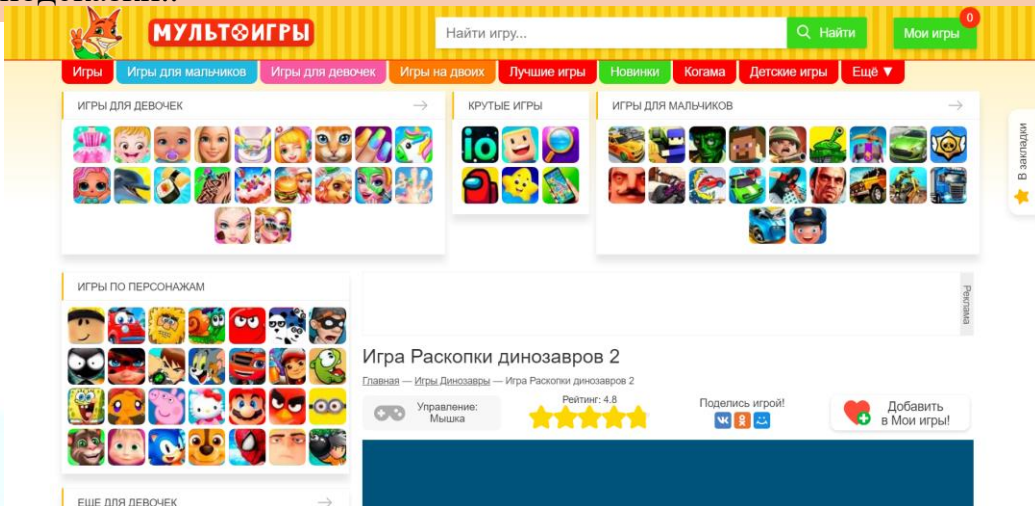 МУЛЬТИИГРЫ
Найти игру...
Найти
Мои игры
0
Игры
Игры для мальчиков
Игры для девочек
Игры на двоих
Лучшие игры
Новинки
Когама
Детские игры
Ещё ▼
ИГРЫ ДЛЯ ДЕВОЧЕК →
КРУТЫЕ ИГРЫ
ИГРЫ ДЛЯ МАЛЬЧИКОВ →
io
В закладки
ИГРЫ ПО ПЕРСОНАЖАМ
Реклама
Игра Раскопки динозавров 2
Главная — Игры Динозавры — Игра Раскопки динозавров 2
Управление:
Мышка
Рейтинг: 4.8
Поделись игрой!
Добавить
в Мои игры!
ЕЩЕ ДЛЯ ДЕВОЧЕК →